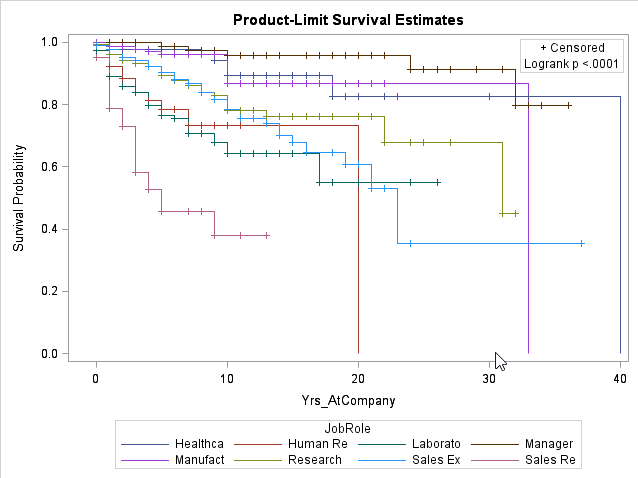 Product-Limit Survival Estimates
+ Censored
Logrank p <.0001
1.0
0.8
0.6
0.4
0.2
0.0
Survival Probability
0 10 20 30 40
Yrs_AtCompany
JobRole
Healthca Human Re Laborato Manager
Manufact Research Sales Ex Sales Re